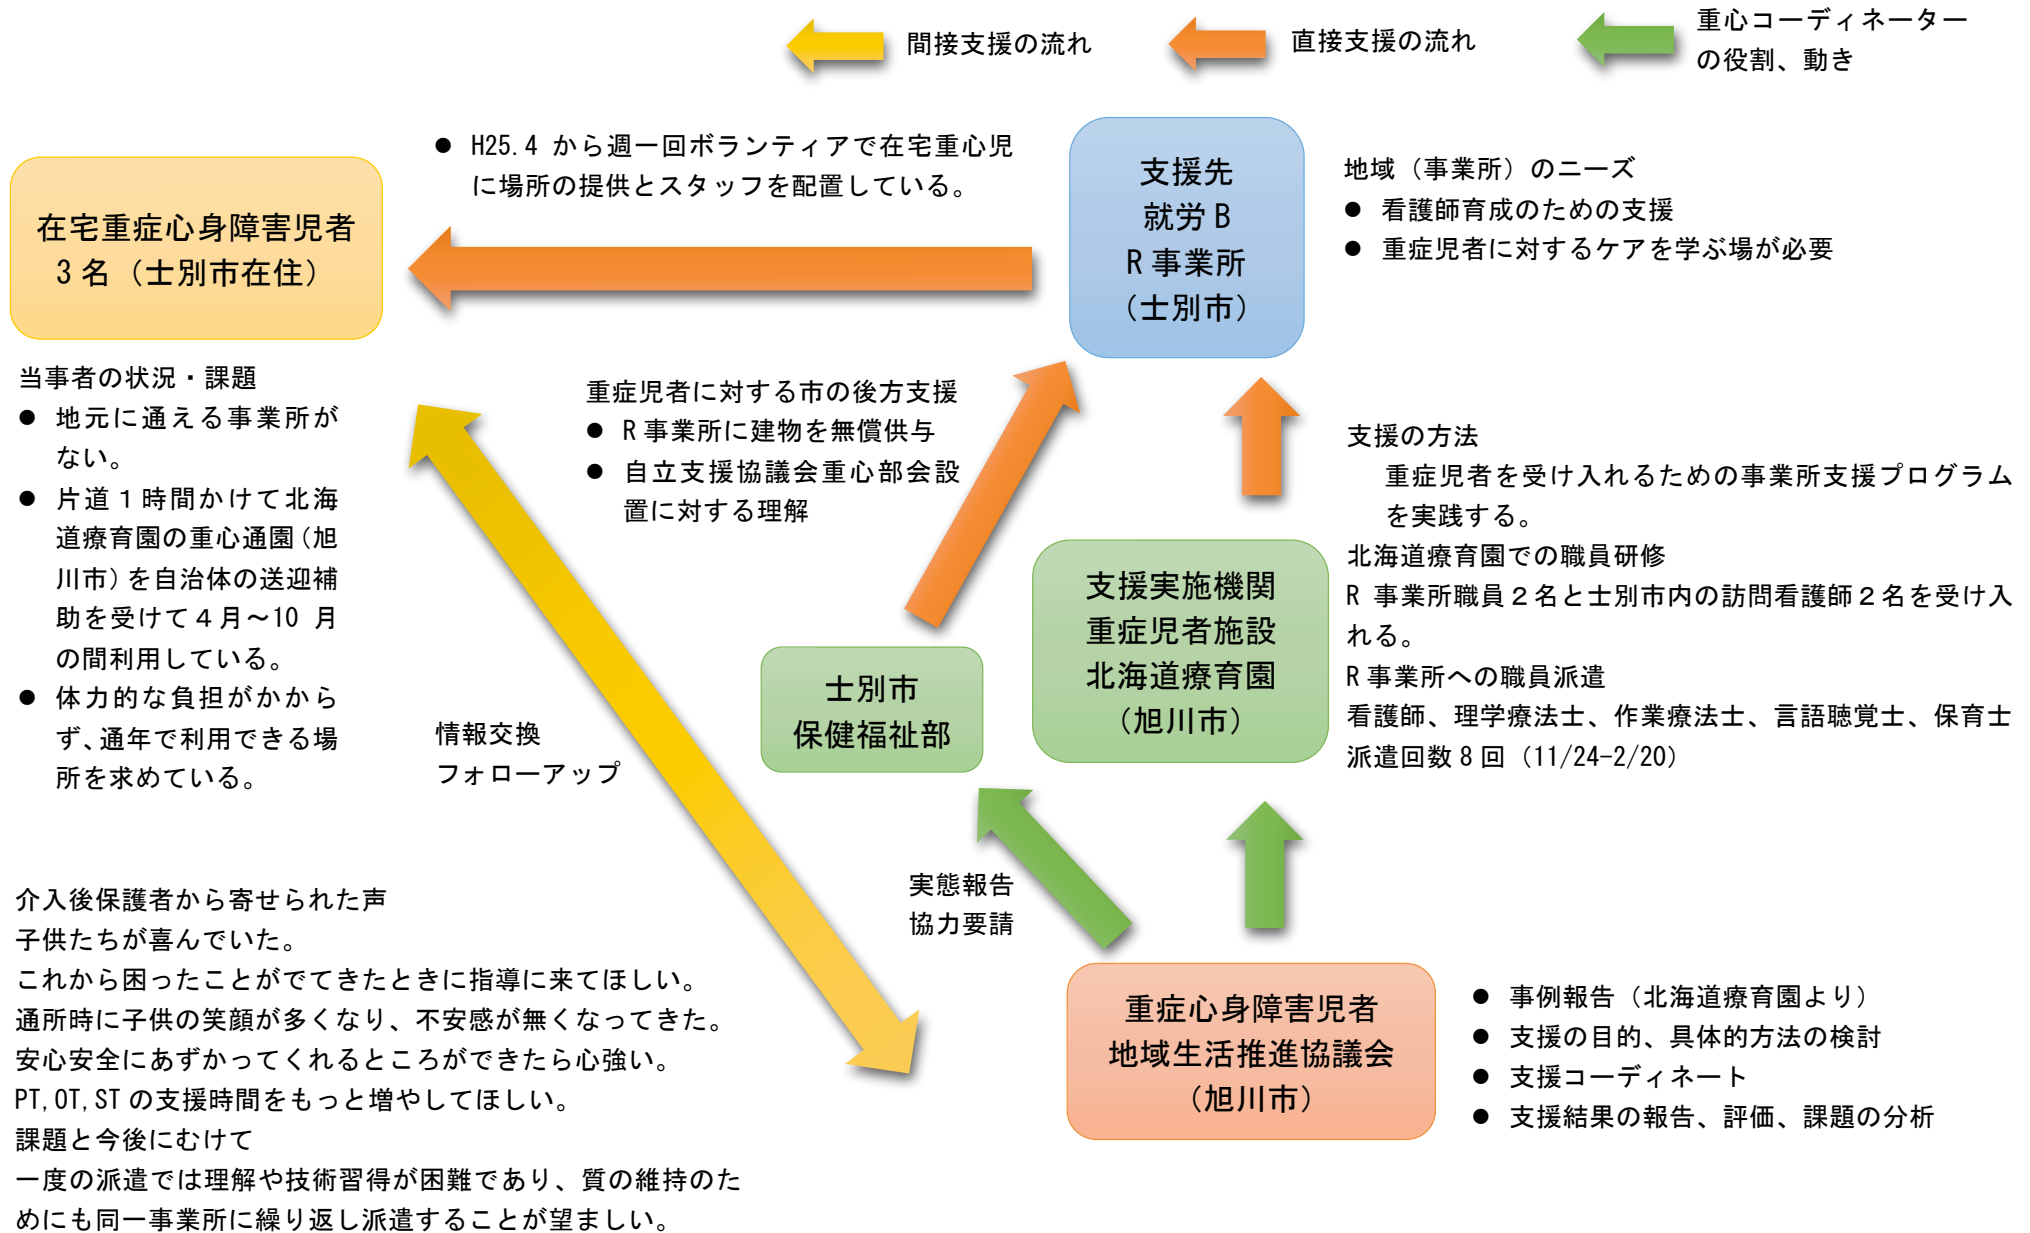 間接支援の流れ
直接支援の流れ
重心コーディネーター
の役割、動き
● H25.4 から週一回ボランティアで在宅重心児
に場所の提供とスタッフを配置している。
在宅重症心身障害児者
3 名（士別市在住）
支援先
就労 B
R 事業所
（士別市）
地域（事業所）のニーズ
● 看護師育成のための支援
● 重症児者に対するケアを学ぶ場が必要
当事者の状況・課題
● 地元に通える事業所が
ない。
● 片道１時間かけて北海
道療育園の重心通園（旭
川市）を自治体の送迎補
助を受けて４月～10 月
の間利用している。
● 体力的な負担がかから
ず、通年で利用できる場
所を求めている。
重症児者に対する市の後方支援
● R 事業所に建物を無償供与
● 自立支援協議会重心部会設
置に対する理解
支援の方法
重症児者を受け入れるための事業所支援プログラム
を実践する。
北海道療育園での職員研修
R 事業所職員２名と士別市内の訪問看護師２名を受け入
れる。
R 事業所への職員派遣
看護師、理学療法士、作業療法士、言語聴覚士、保育士
派遣回数 8 回（11/24-2/20）
支援実施機関
重症児者施設
北海道療育園
（旭川市）
士別市
保健福祉部
情報交換
フォローアップ
実態報告
協力要請
介入後保護者から寄せられた声
子供たちが喜んでいた。
これから困ったことがでてきたときに指導に来てほしい。
通所時に子供の笑顔が多くなり、不安感が無くなってきた。
安心安全にあずかってくれるところができたら心強い。
PT,OT,ST の支援時間をもっと増やしてほしい。
課題と今後にむけて
一度の派遣では理解や技術習得が困難であり、質の維持のた
めにも同一事業所に繰り返し派遣することが望ましい。
重症心身障害児者
地域生活推進協議会
（旭川市）
● 事例報告（北海道療育園より）
● 支援の目的、具体的方法の検討
● 支援コーディネート
● 支援結果の報告、評価、課題の分析